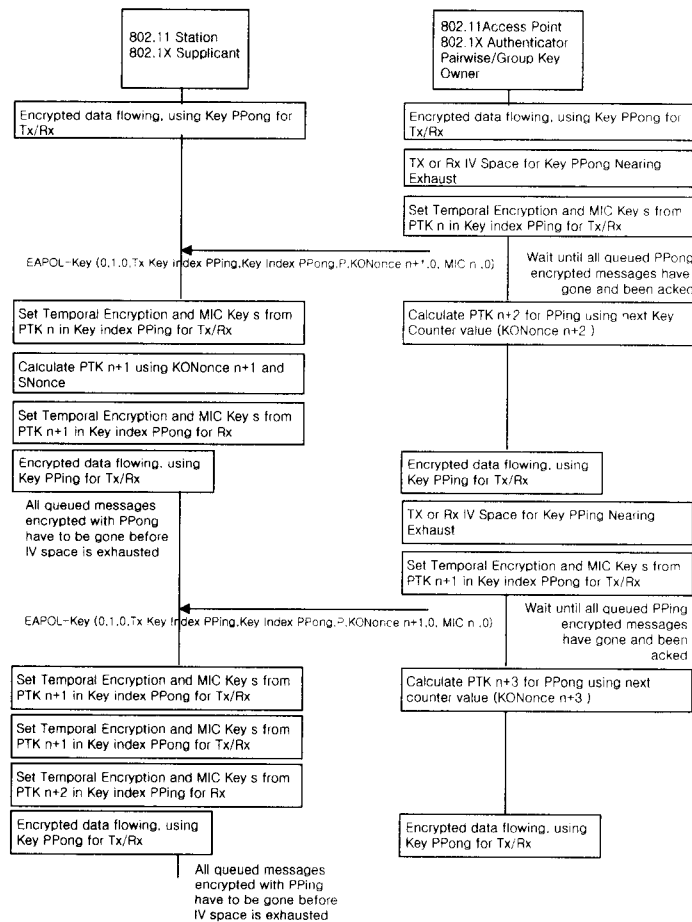 802.11 Station
802.1X Supplicant
802.11Access Point
802.1X Authenticator
Pairwise/Group Key
Owner
Encrypted data flowing, using Key PPong for
Tx/Rx
Encrypted data flowing, using Key PPong for
Tx/Rx
TX or Rx IV Space for Key PPong Nearing
Exhaust
Set Temporal Encryption and MIC Key s from
PTK n in Key index PPing for Tx/Rx
EAPOL-Key (0,1,0,Tx Key Index PPing,Key Index PPong,P,KONonce n+1,0, MIC n ,0)
Wait until all queued PPong
encrypted messages have
gone and been acked
Set Temporal Encryption and MIC Key s from
PTK n in Key index PPing for Tx/Rx
Calculate PTK n+2 for PPing using next Key
Counter value (KONonce n+2 )
Calculate PTK n+1 using KONonce n+1 and
SNonce
Set Temporal Encryption and MIC Key s from
PTK n+1 in Key index PPong for Rx
Encrypted data flowing, using
Key PPing for Tx/Rx
Encrypted data flowing, using
Key PPing for Tx/Rx
All queued messages
encrypted with PPong
have to be gone before
IV space is exhausted
TX or Rx IV Space for Key PPing Nearing
Exhaust
Set Temporal Encryption and MIC Key s from
PTK n+1 in Key index PPong for Tx/Rx
EAPOL-Key (0,1,0,Tx Key Index PPing,Key Index PPong,P,KONonce n+1,0, MIC n ,0)
Wait until all queued PPing
encrypted messages
have gone and been
acked
Set Temporal Encryption and MIC Key s from
PTK n+1 in Key index PPong for Tx/Rx
Calculate PTK n+3 for PPong using next
counter value (KONonce n+3 )
Set Temporal Encryption and MIC Key s from
PTK n+1 in Key index PPong for Tx/Rx
Set Temporal Encryption and MIC Key s from
PTK n+2 in Key index PPing for Rx
Encrypted data flowing, using
Key PPong for Tx/Rx
Encrypted data flowing, using
Key PPong for Tx/Rx
All queued messages
encrypted with PPing
have to be gone before
IV space is exhausted